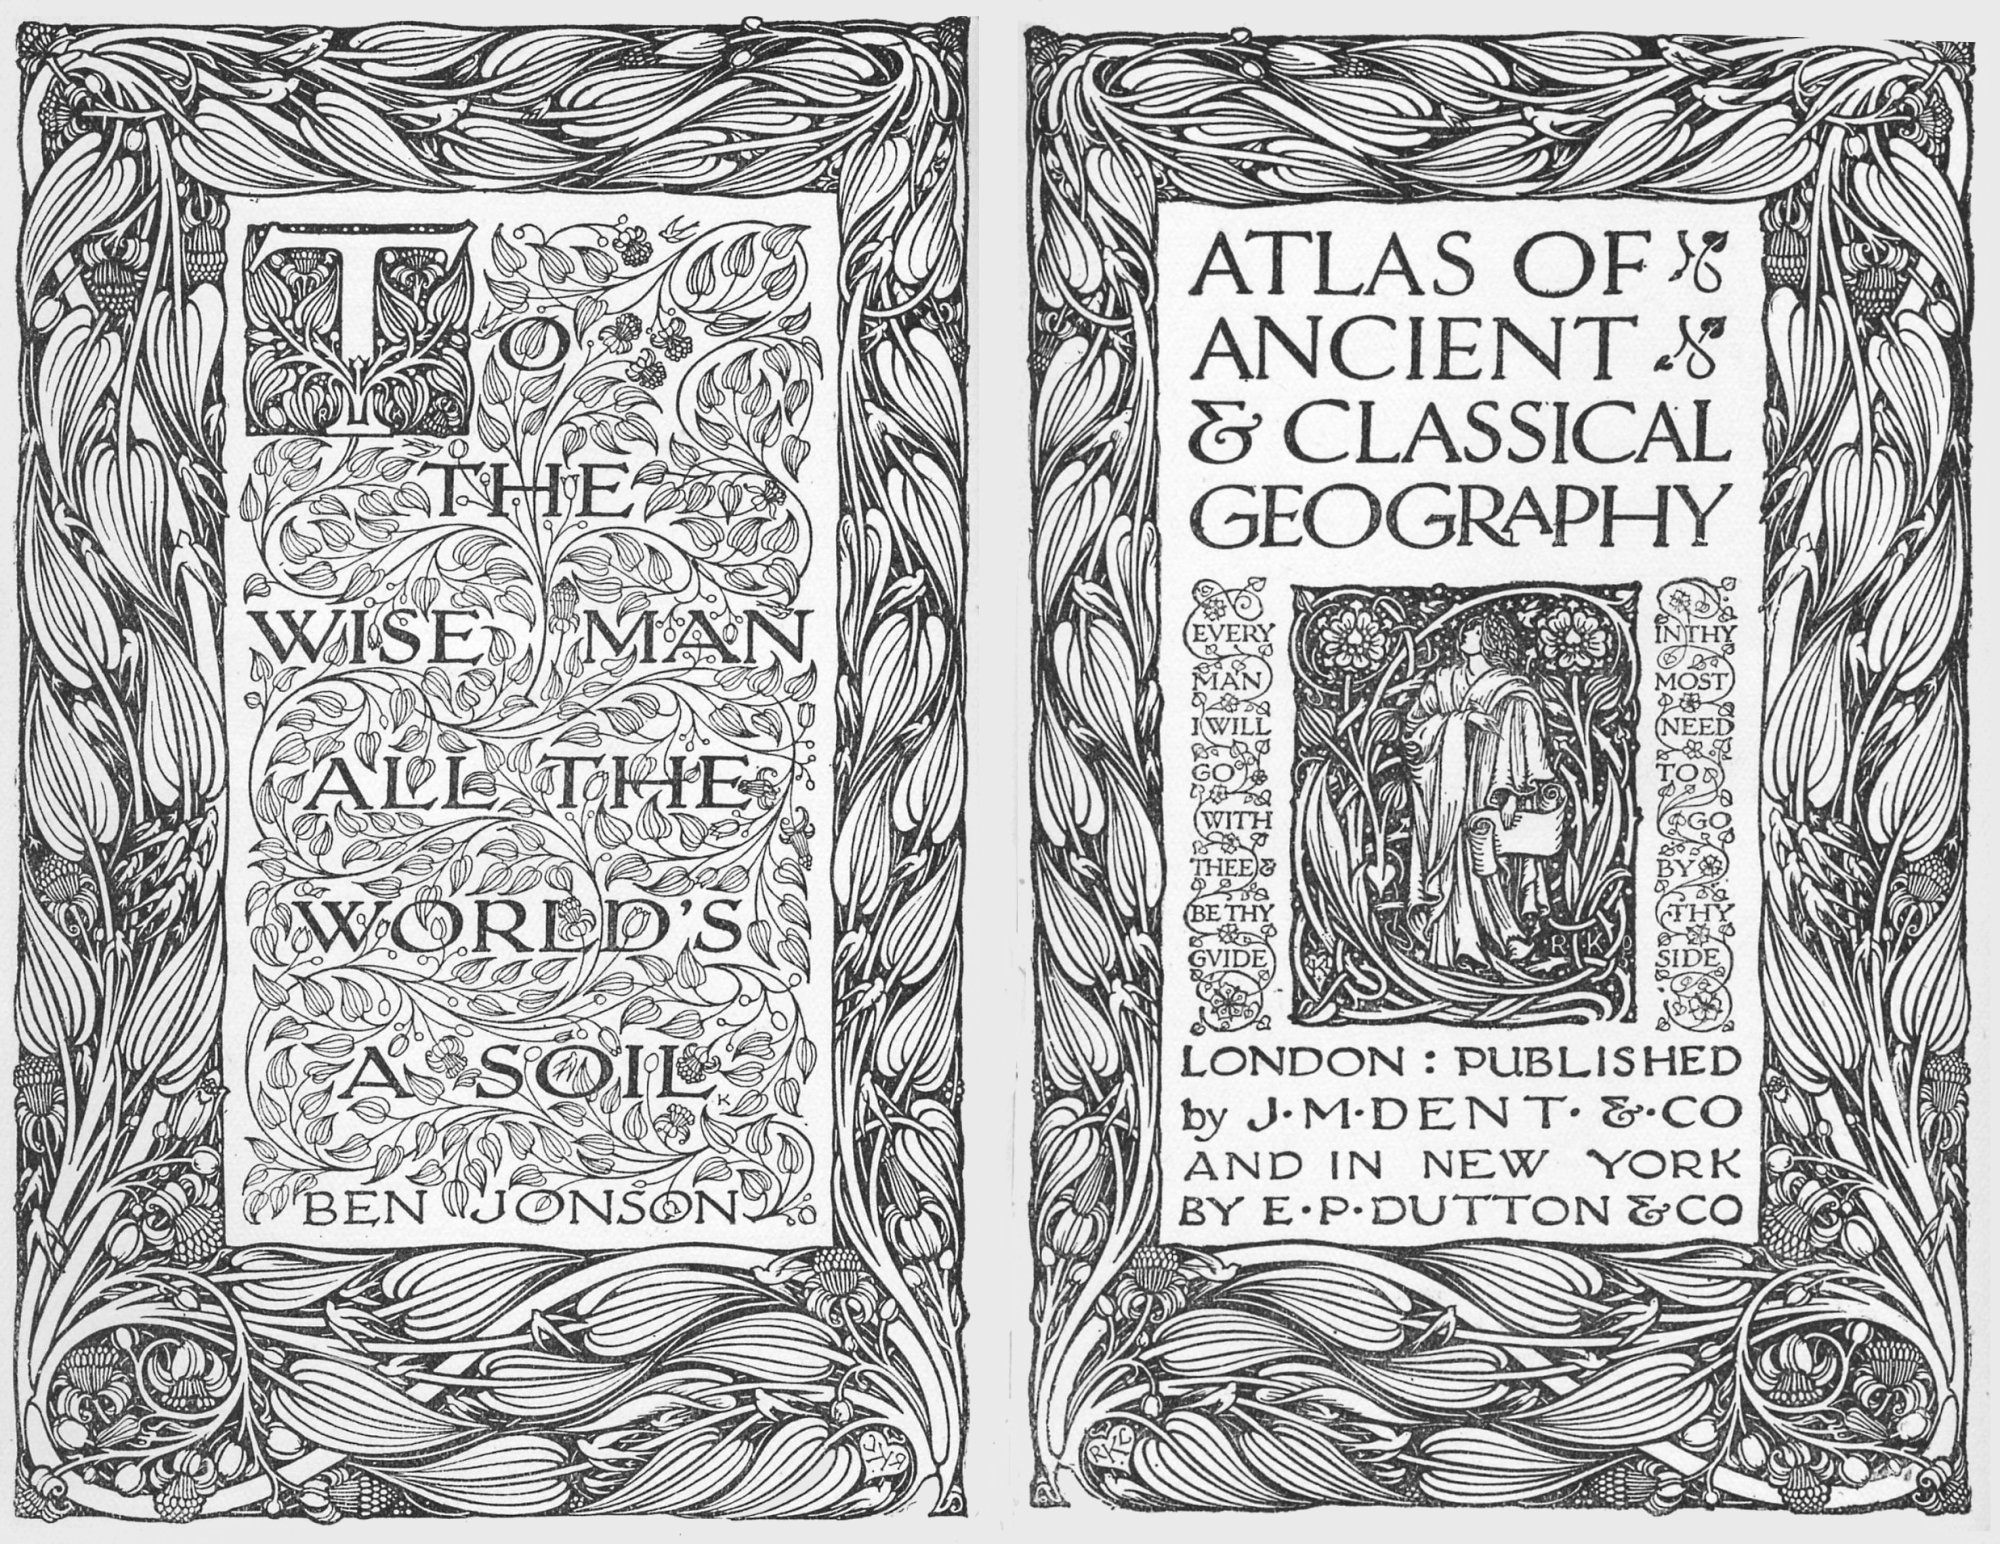 TO
THE
WISE MAN
ALL THE
WORLD'S
A SOIL
K
BEN JONSON
ATLAS OF
ANCIENT
& CLASSICAL
GEOGRAPHY
EVERY
MAN
I WILL
GO
WITH
THEE &
BE THY
GVIDE
IN THY
MOST
NEED
TO
GO
BY
THY
SIDE
R K
LONDON : PUBLISHED
by J·M·DENT· &·CO
AND IN NEW YORK
BY E·P·DUTTON & CO
RKC